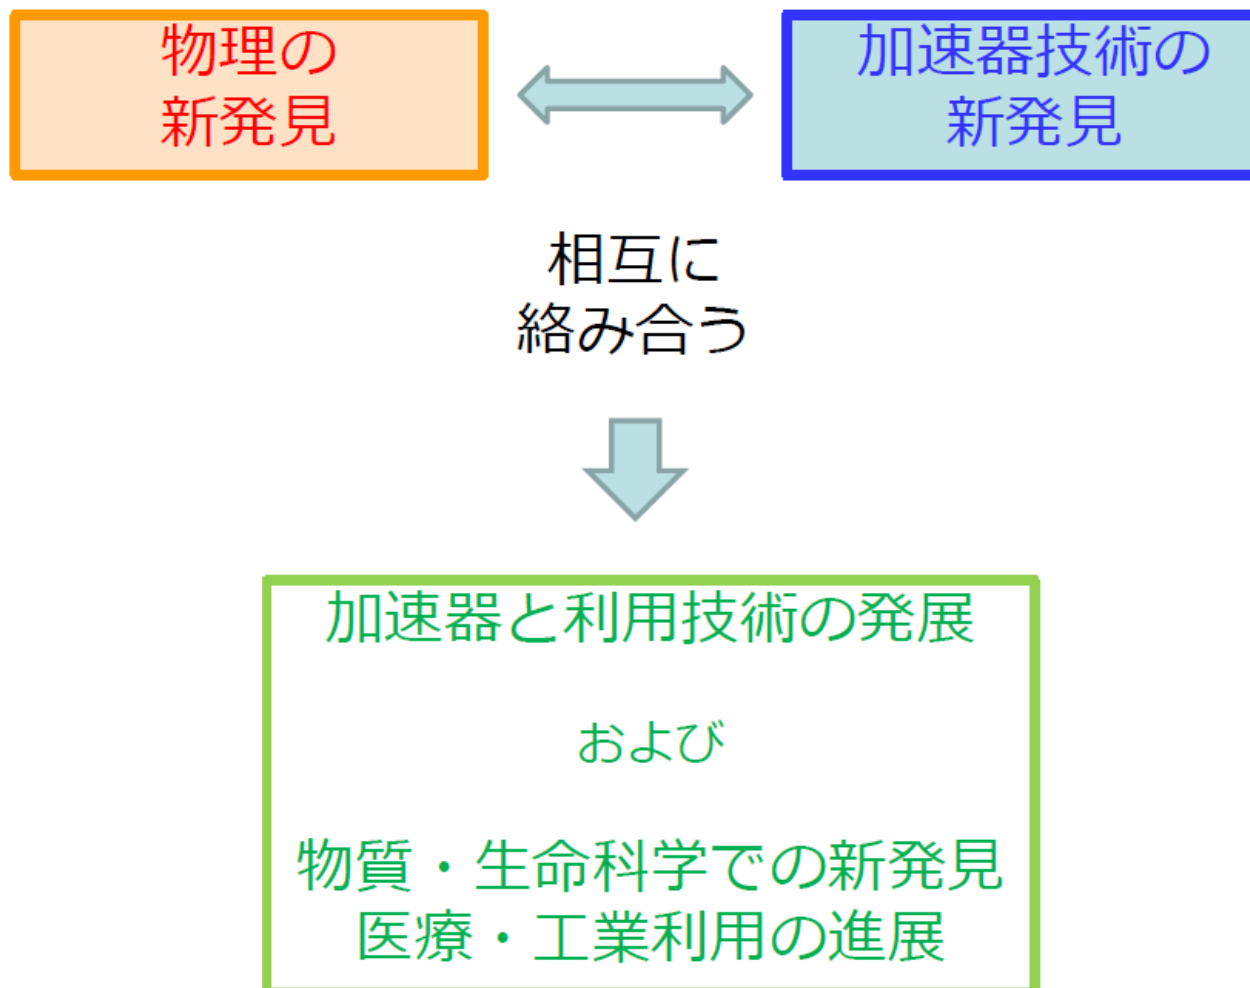 物理の
新発見
加速器技術の
新発見
相互に
絡み合う
加速器と利用技術の発展
および
物質・生命科学での新発見
医療・工業利用の進展